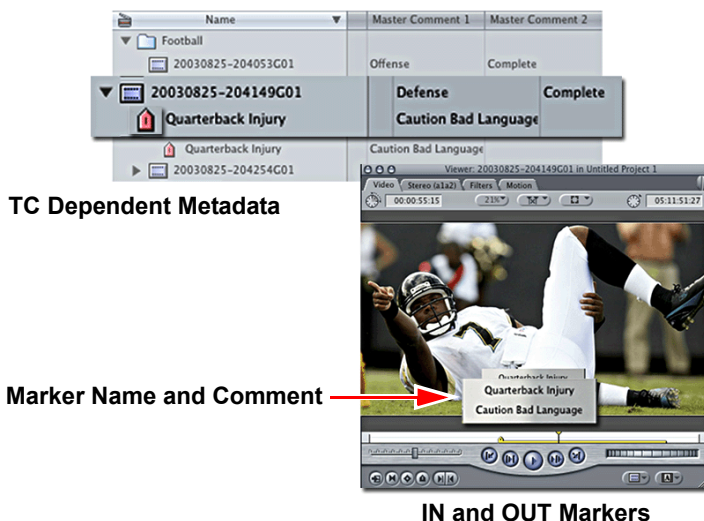 Name Master Comment 1 Master Comment 2
Football
20030825-204053G01 Offense Complete
20030825-204149G01 Defense Complete
Quarterback Injury Caution Bad Language
Quarterback Injury Caution Bad Language
20030825-204254G01
TC Dependent Metadata
Viewer: 20030825-204149G01 in Untitled Project 1
Video Stereo (a1a2) Filters Motion
00:00:55:15 21% 05:11:51:27
7
Quarterback Injury
Quarterback Injury
Caution Bad Language
Marker Name and Comment
IN and OUT Markers